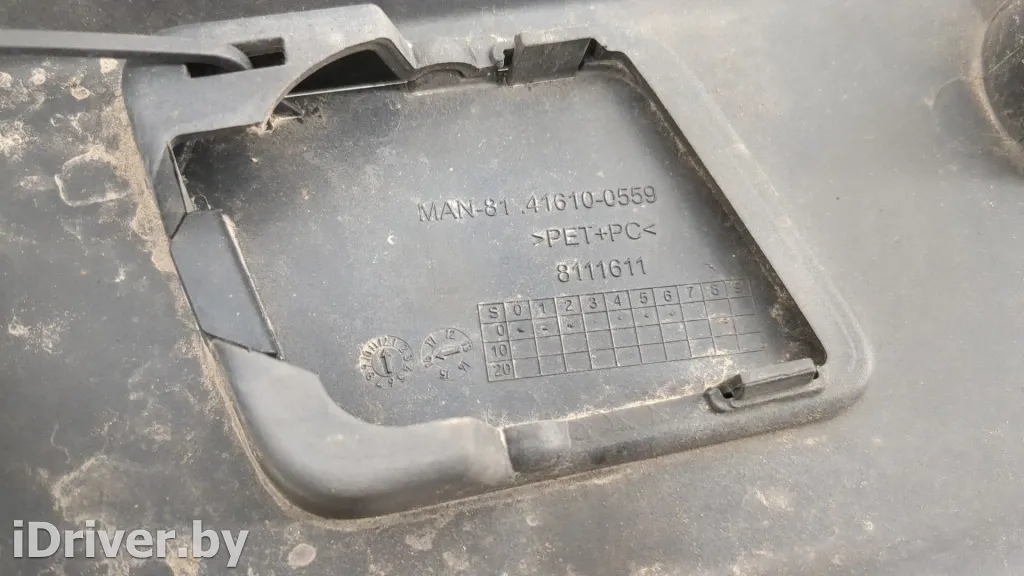 MAN-81 .41610-0559
>PET+PC<
8111611
S 0 1 2 3 4 5 6 7 8 9
0
10
20
iDriver.by